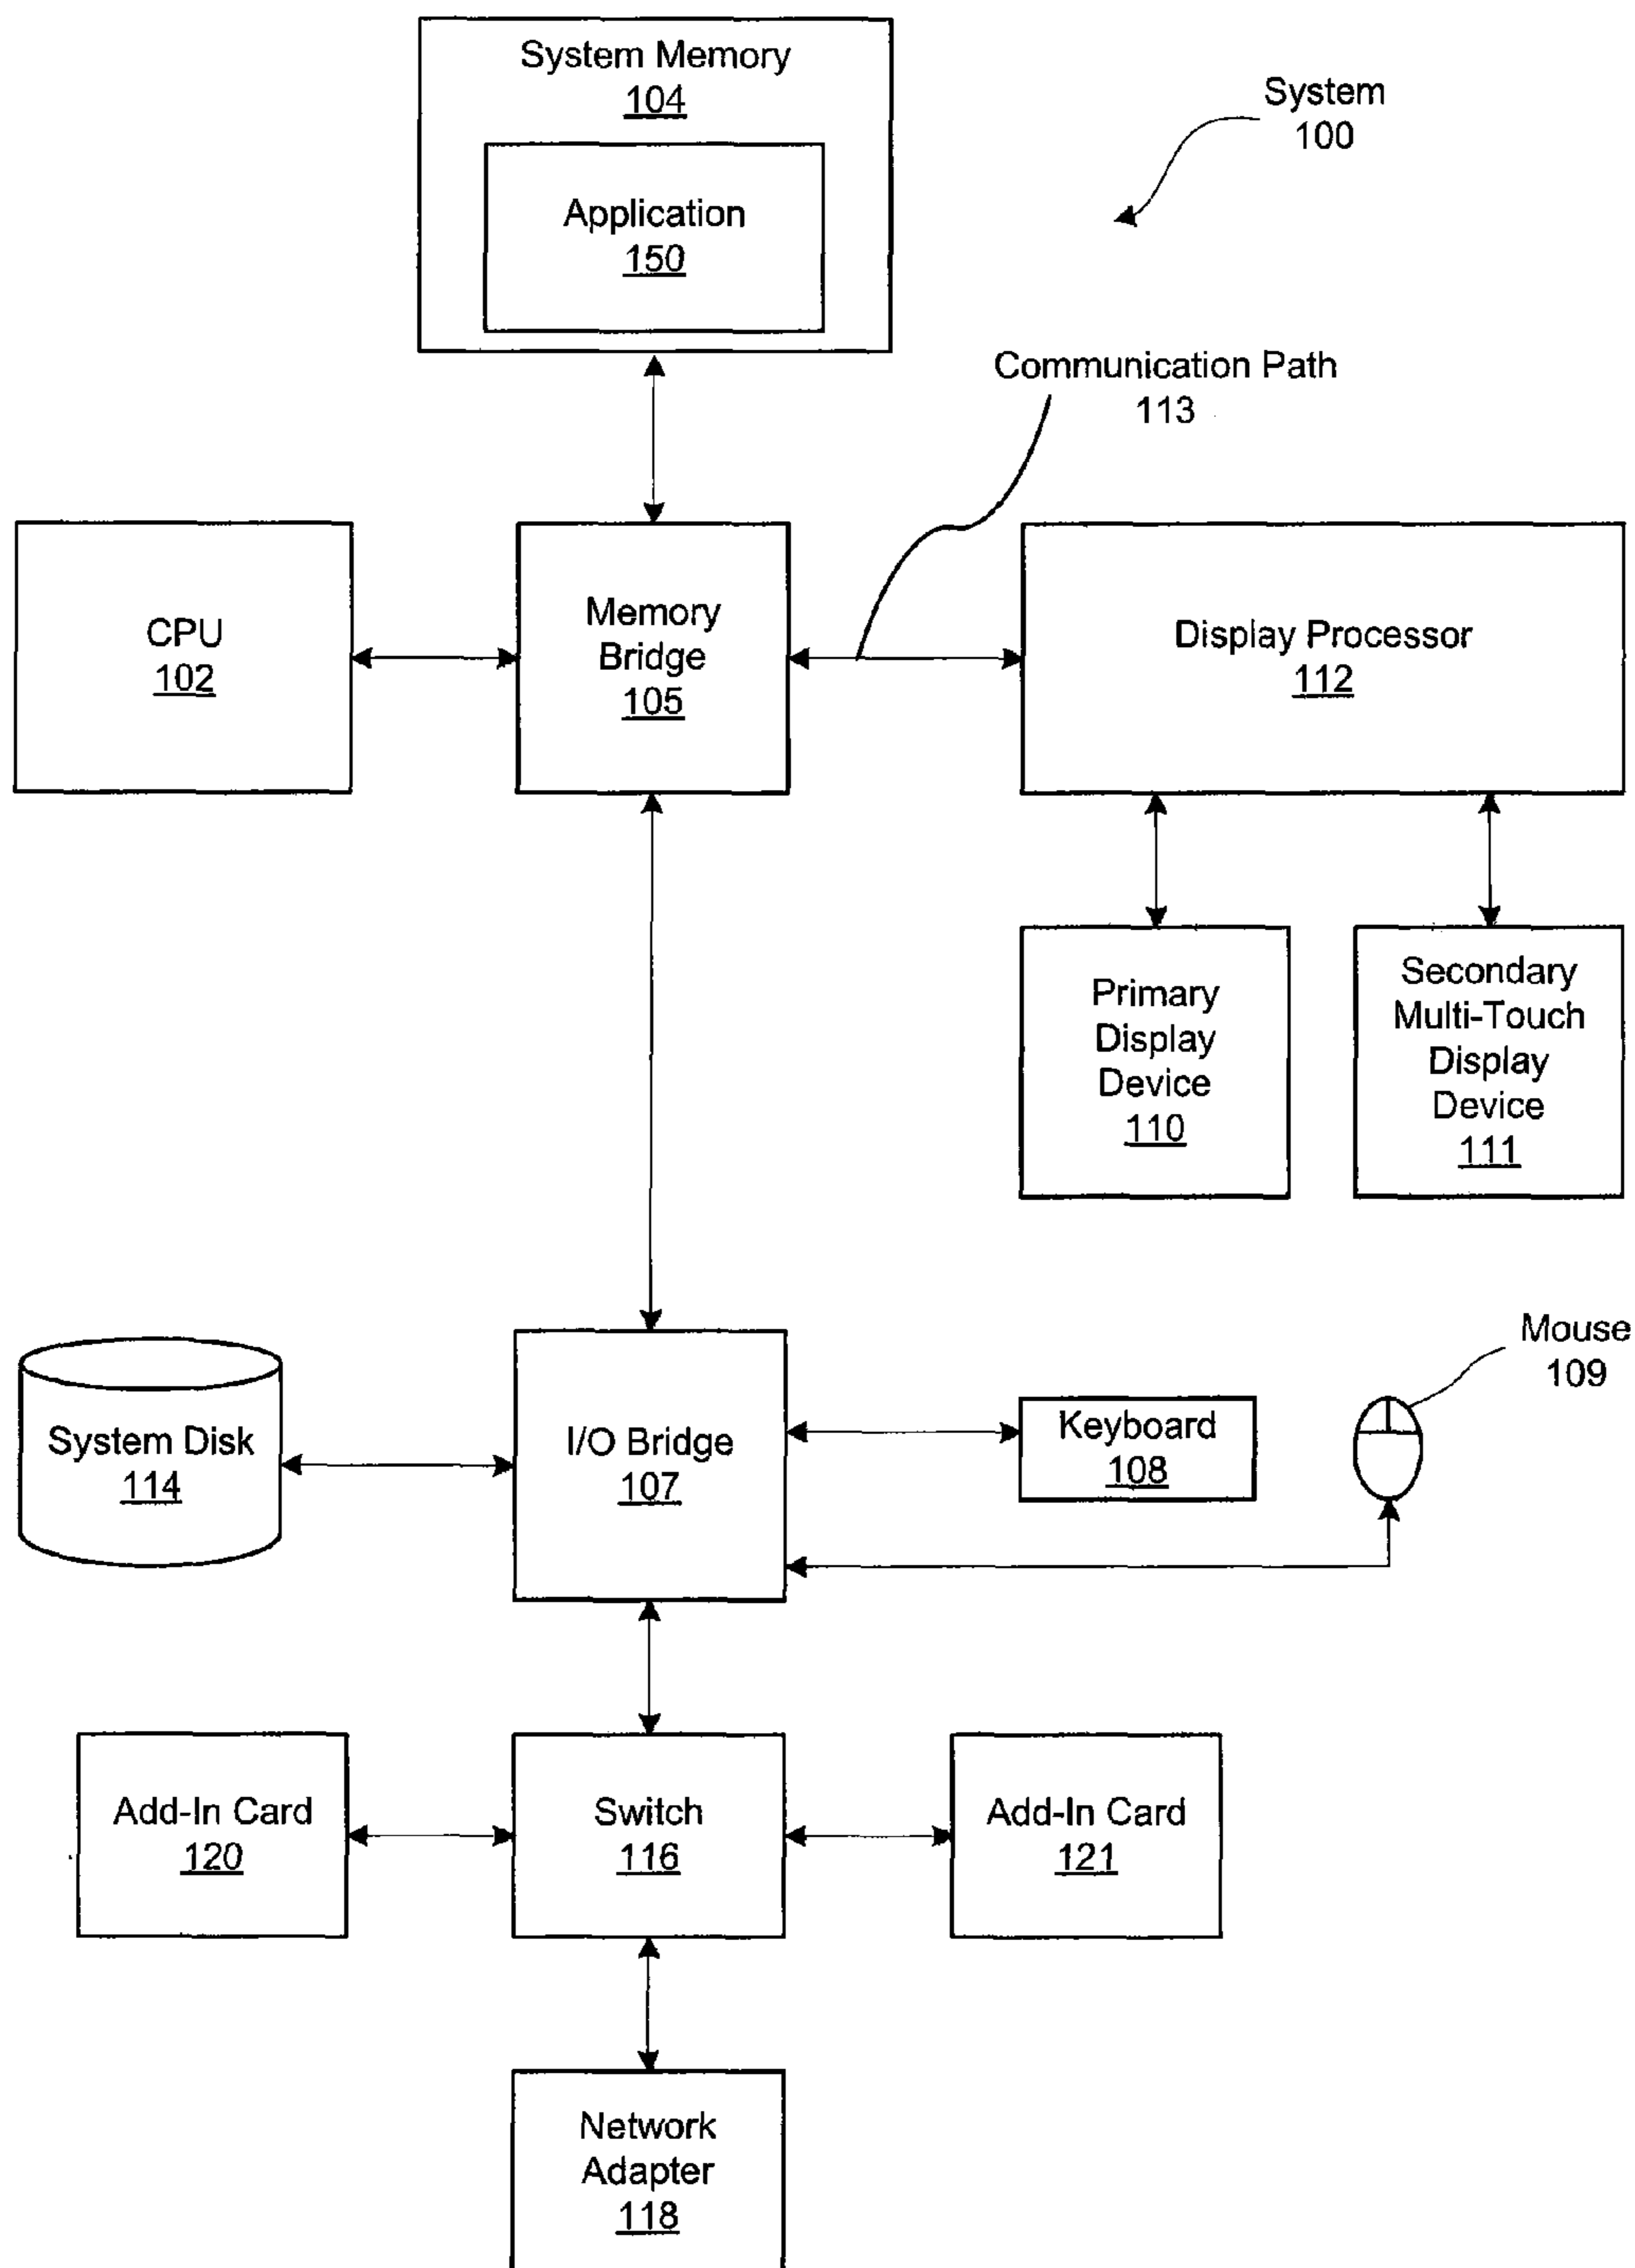 System Memory
104
Application
150
System
100
Communication Path
113
CPU
102
Memory
Bridge
105
Display Processor
112
Primary
Display
Device
110
Secondary
Multi-Touch
Display
Device
111
System Disk
114
I/O Bridge
107
Keyboard
108
Mouse
109
Add-In Card
120
Switch
116
Add-In Card
121
Network
Adapter
118